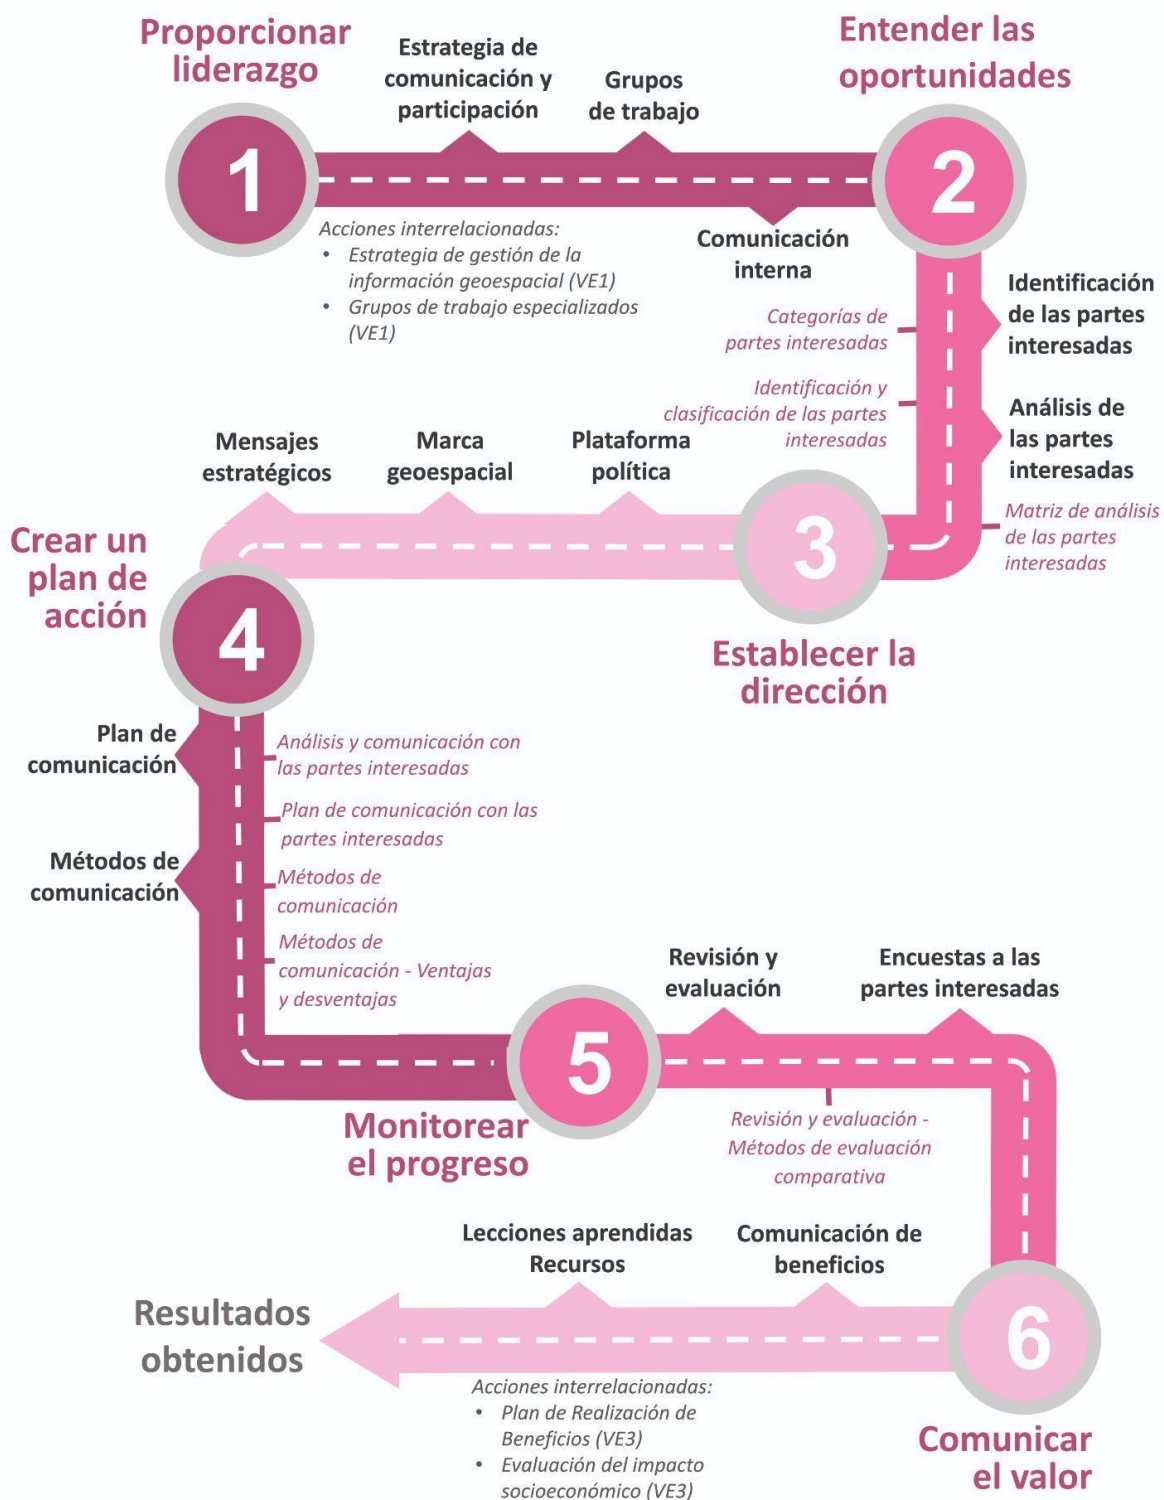 Proporcionar
liderazgo
1
Estrategia de
comunicación y
participación
Grupos
de trabajo
Comunicación
interna
Acciones interrelacionadas:
• Estrategia de gestión de la
información geoespacial (VE1)
• Grupos de trabajo especializados
(VE1)
Entender las
oportunidades
2
Identificación
de las partes
interesadas
Categorías de
partes interesadas
Identificación y
clasificación de las partes
interesadas
Análisis de
las partes
interesadas
Matriz de análisis
de las partes
interesadas
3
Establecer la
dirección
Plataforma
política
Marca
geoespacial
Mensajes
estratégicos
Crear un
plan de
acción
4
Plan de
comunicación
Análisis y comunicación con
las partes interesadas
Plan de comunicación con las
partes interesadas
Métodos de
comunicación
Métodos de
comunicación
Métodos de
comunicación - Ventajas
y desventajas
5
Monitorear
el progreso
Revisión y
evaluación
Encuestas a las
partes interesadas
Revisión y evaluación -
Métodos de evaluación
comparativa
6
Comunicar
el valor
Comunicación de
beneficios
Lecciones aprendidas
Recursos
Acciones interrelacionadas:
• Plan de Realización de
Beneficios (VE3)
• Evaluación del impacto
socioeconómico (VE3)
Resultados
obtenidos